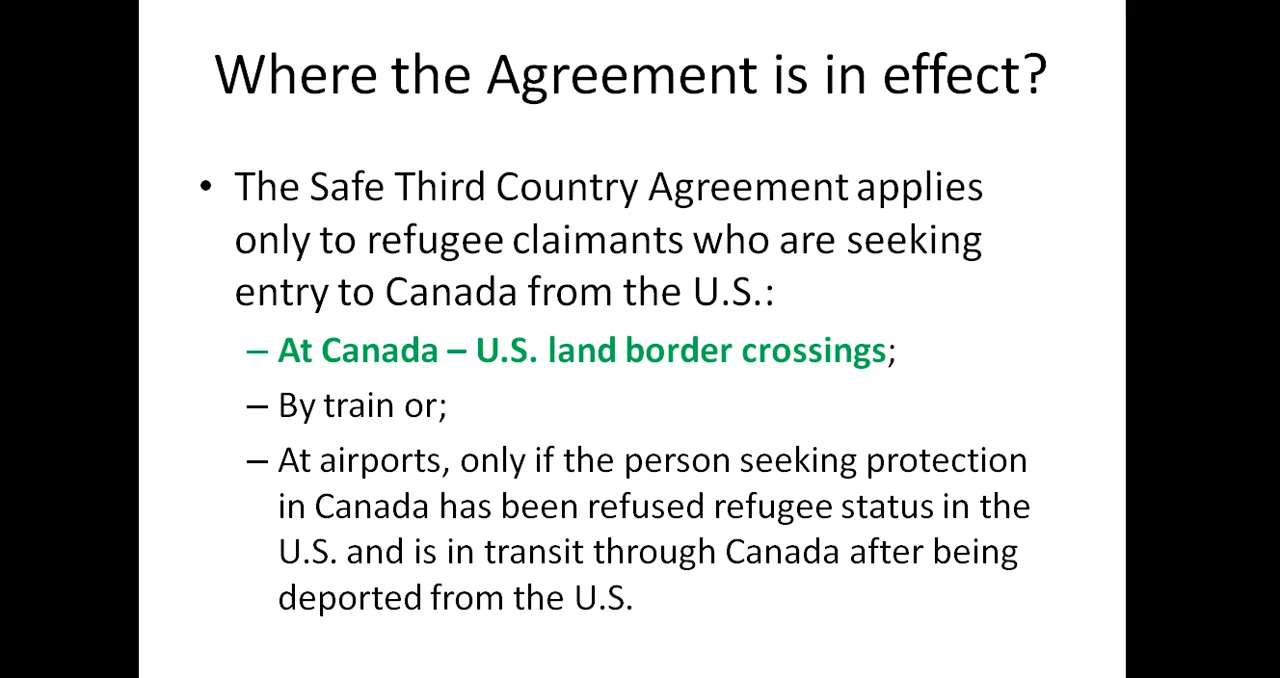 Where the Agreement is in effect?
• The Safe Third Country Agreement applies
only to refugee claimants who are seeking
entry to Canada from the U.S.:
– At Canada – U.S. land border crossings;
– By train or;
– At airports, only if the person seeking protection
in Canada has been refused refugee status in the
U.S. and is in transit through Canada after being
deported from the U.S.